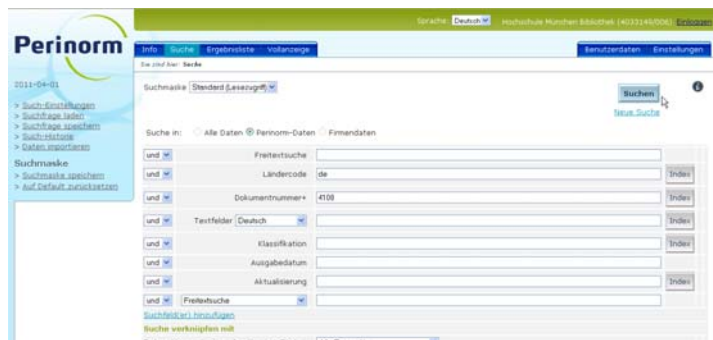 Sprache: Deutsch Hochschule München Bibliothek (4033149/006) Einloggen
Perinorm
Info Suche Ergebnisliste Vollanzeige Benutzerdaten Einstellungen
Sie sind hier: Suche
2011-04-01
Suchmaske Standard (Lesezugriff)
Suchen
Neue Suche
> Such-Einstellungen
> Suchfrage laden
> Suchfrage speichern
> Such-Historie
> Daten importieren
Suchmaske
> Suchmaske speichern
> Auf Default zurücksetzen
Suche in: Alle Daten Perinorm-Daten Firmendaten
und Freitextsuche
und Ländercode de Index
und Dokumentnummer+ 4108 Index
und Textfelder Deutsch Index
und Klassifikation Index
und Ausgabedatum
und Aktualisierung Index
und Freitextsuche
Suchfeld(er) hinzufügen
Suche verknüpfen mit